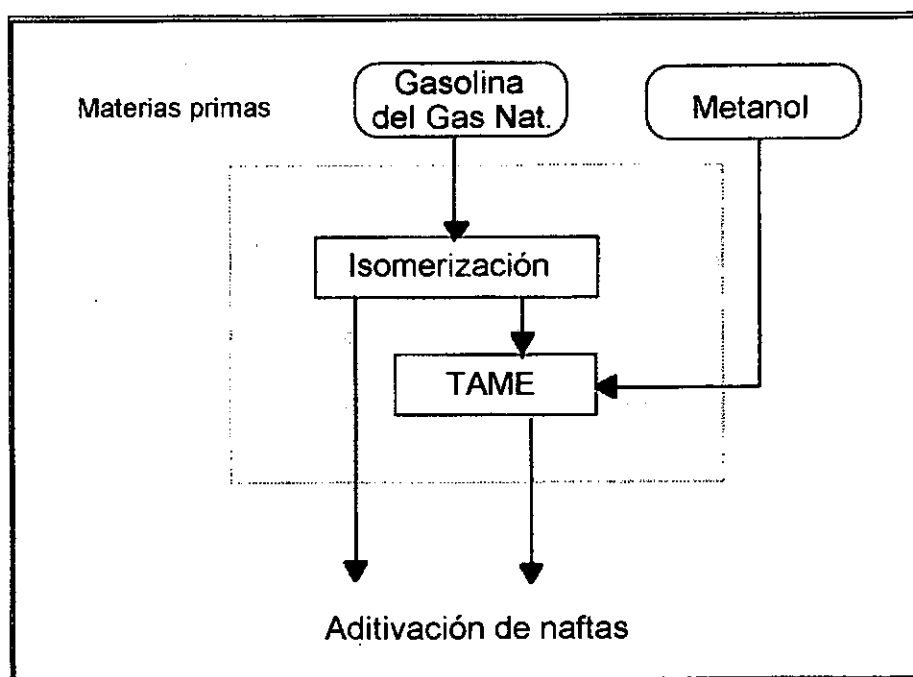 Gasolina
del Gas Nat.
Materias primas
Metanol
Isomerización
TAME
Aditivación de naftas